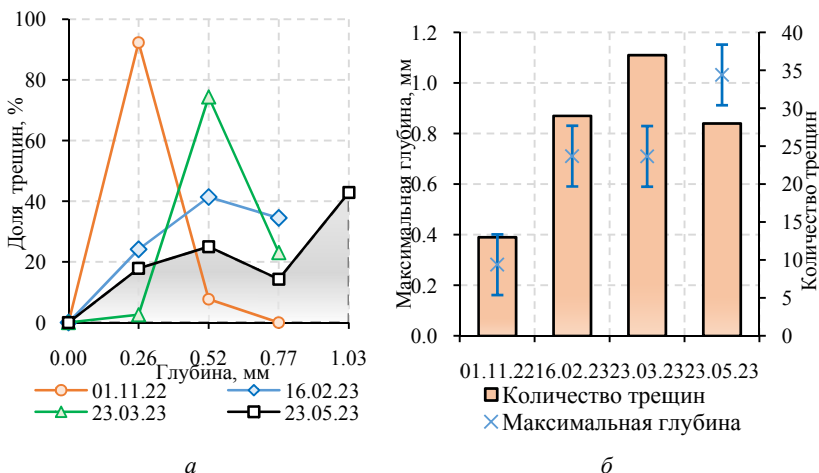 Доля трещин, %
100
80
60
40
20
0
0.00 0.26 0.52 0.77 1.03
Глубина, мм
01.11.22 16.02.23
23.03.23 23.05.23
а
Максимальная глубина, мм
1.2
1.0
0.8
0.6
0.4
0.2
0.0
40
35
30
25
20
15
10
5
0
Количество трещин
01.11.22 16.02.23 23.03.23 23.05.23
Количество трещин
Максимальная глубина
б